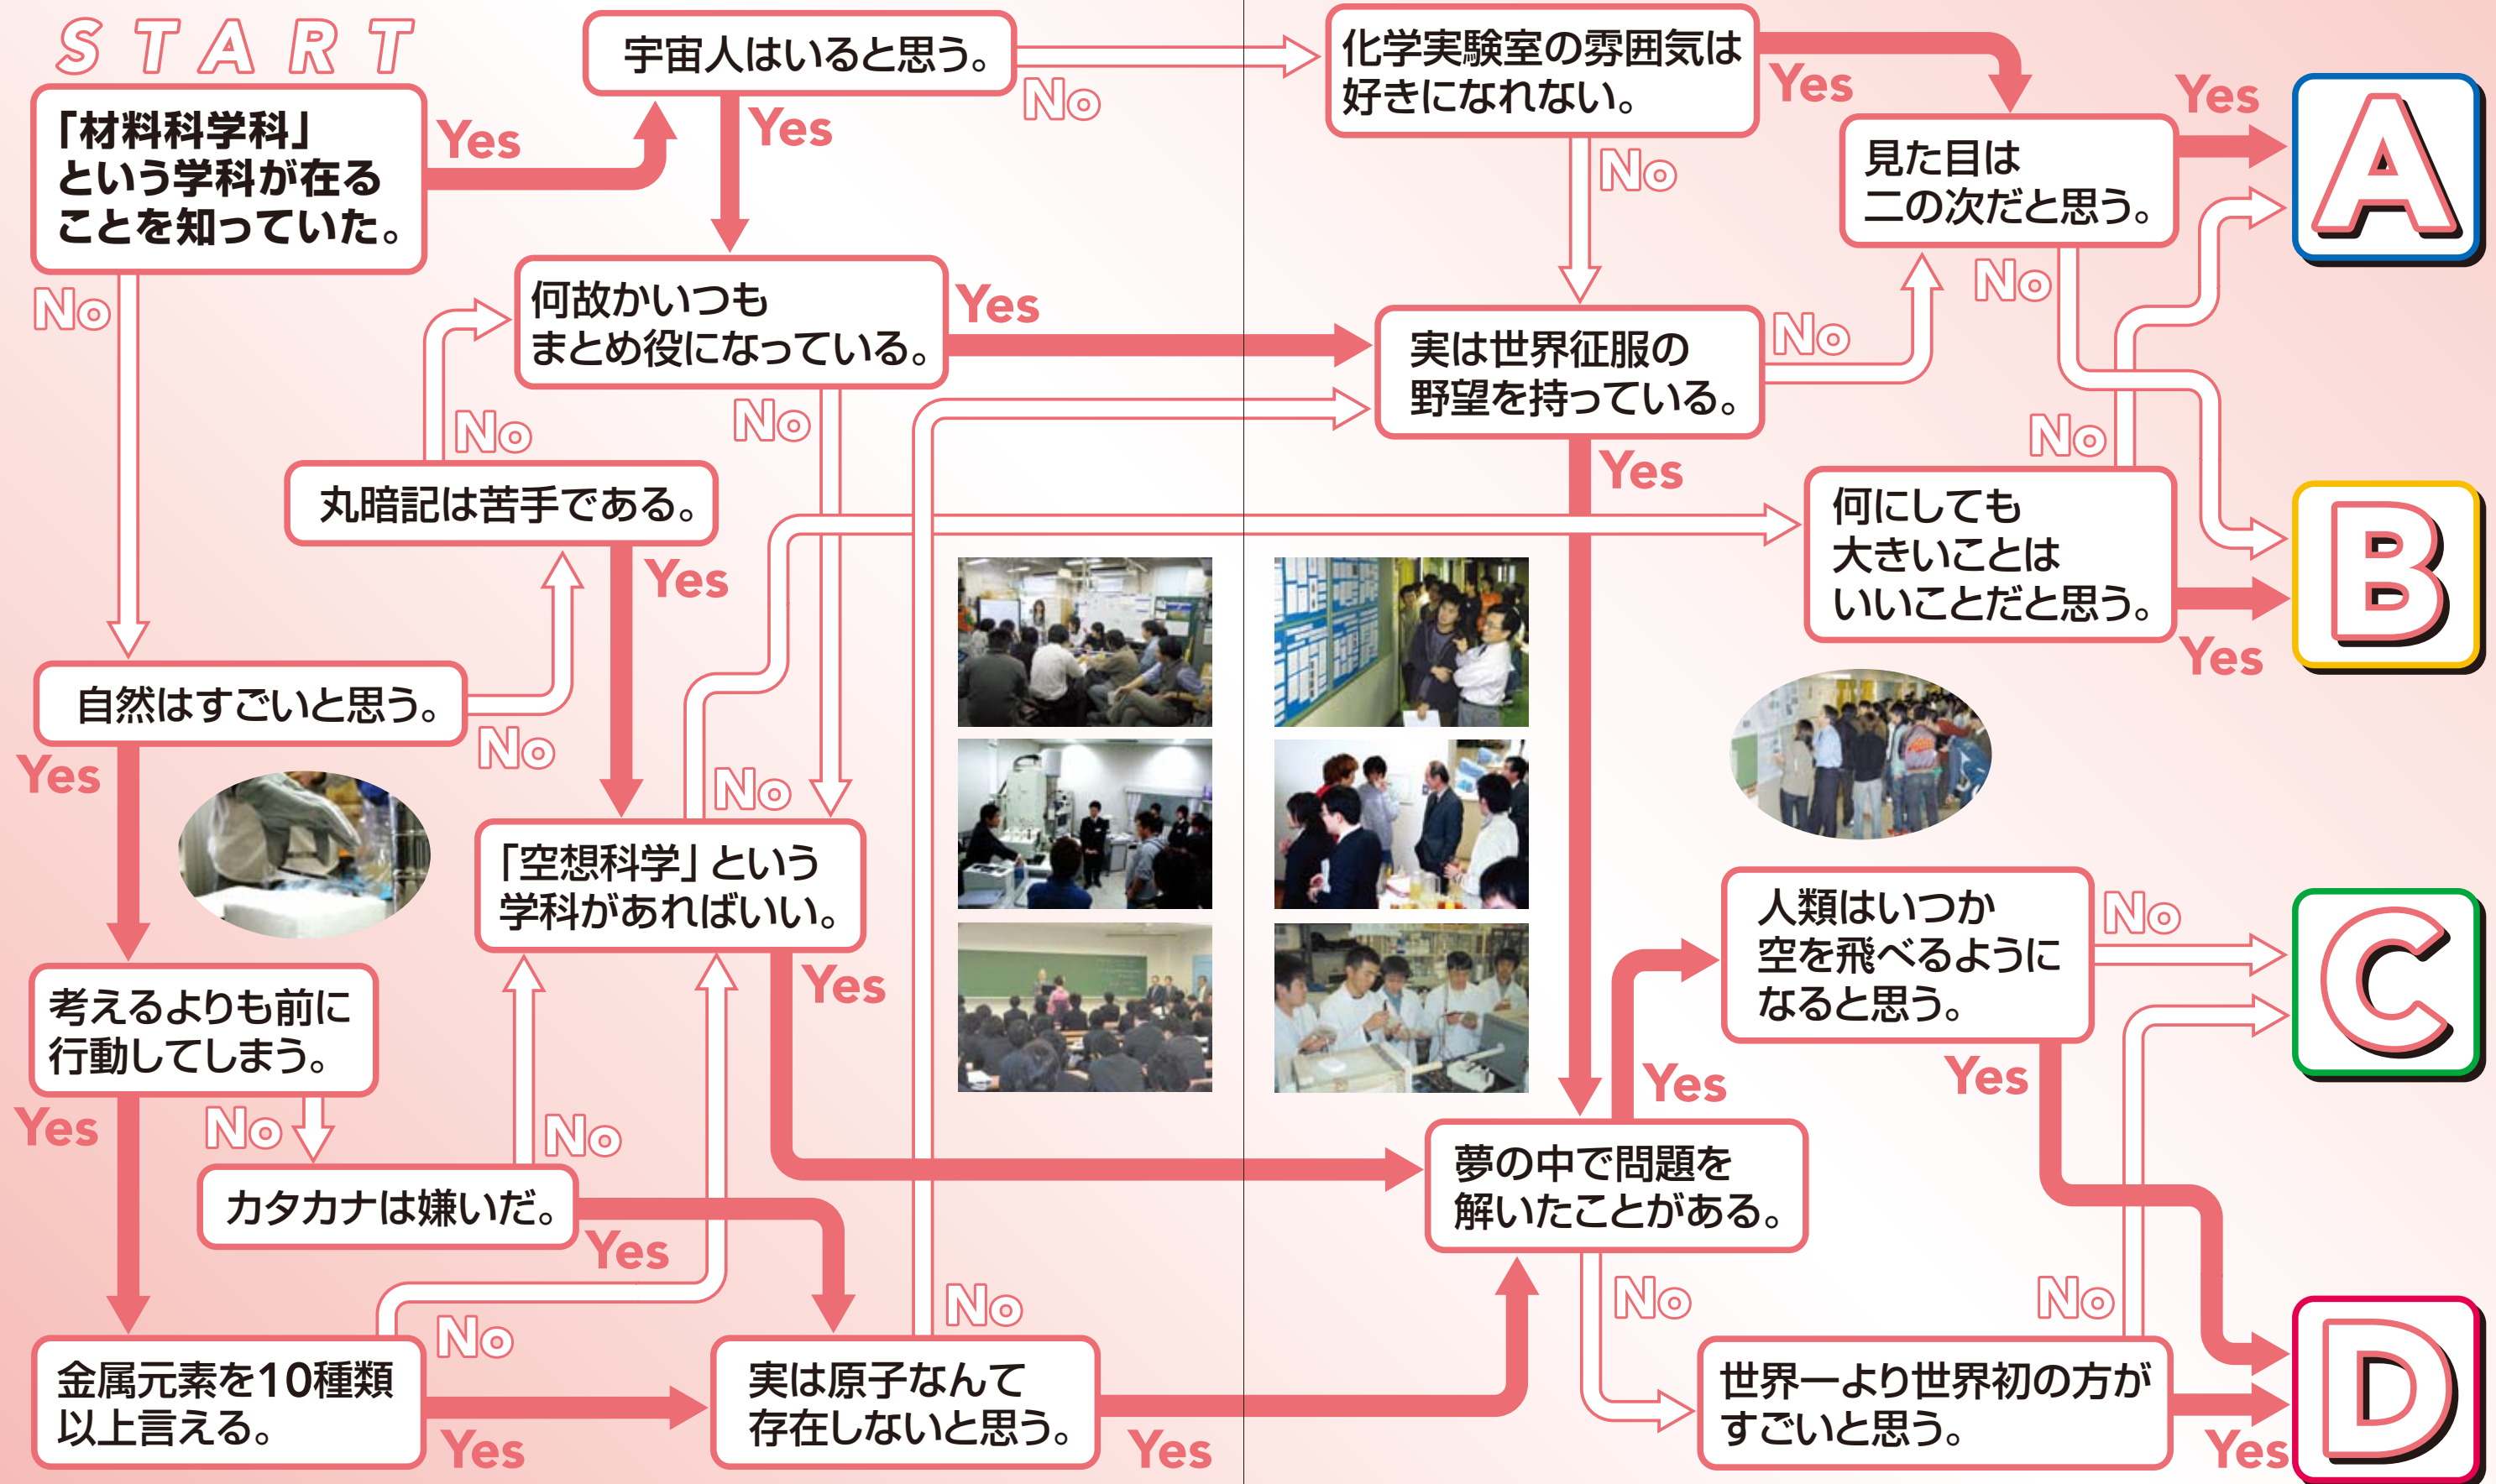 START
「材料科学科」
という学科が在る
ことを知っていた。
Yes
No
宇宙人はいると思う。
Yes
No
化学実験室の雰囲気は
好きになれない。
Yes
No
見た目は
二の次だと思う。
Yes
No
A
何故かいつも
まとめ役になっている。
Yes
No
実は世界征服の
野望を持っている。
No
Yes
丸暗記は苦手である。
No
Yes
何にしても
大きいことは
いいことだと思う。
No
Yes
B
自然はすごいと思う。
No
Yes
「空想科学」という
学科があればいい。
No
Yes
人類はいつか
空を飛べるように
なると思う。
No
Yes
C
考えるよりも前に
行動してしまう。
Yes
No
カタカナは嫌いだ。
No
Yes
夢の中で問題を
解いたことがある。
Yes
No
金属元素を10種類
以上言える。
No
Yes
実は原子なんて
存在しないと思う。
No
Yes
世界一より世界初の方が
すごいと思う。
No
Yes
D